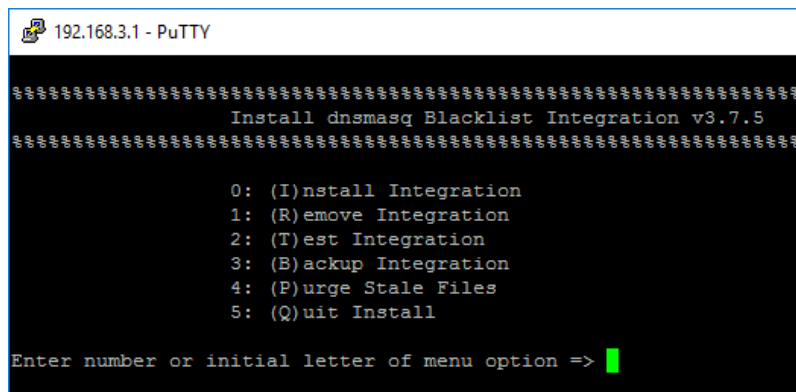 192.168.3.1 - PuTTY
%%%%%%%%%%%%%%%%%%%%%%%%%%%%%%%%%%%%%%%%%%%%%%%%%%%%%%%%%%%%%%%%%
Install dnsmasq Blacklist Integration v3.7.5
%%%%%%%%%%%%%%%%%%%%%%%%%%%%%%%%%%%%%%%%%%%%%%%%%%%%%%%%%%%%%%%%%
0: (I)nstall Integration
1: (R)emove Integration
2: (T)est Integration
3: (B)ackup Integration
4: (P)urge Stale Files
5: (Q)uit Install
Enter number or initial letter of menu option =>